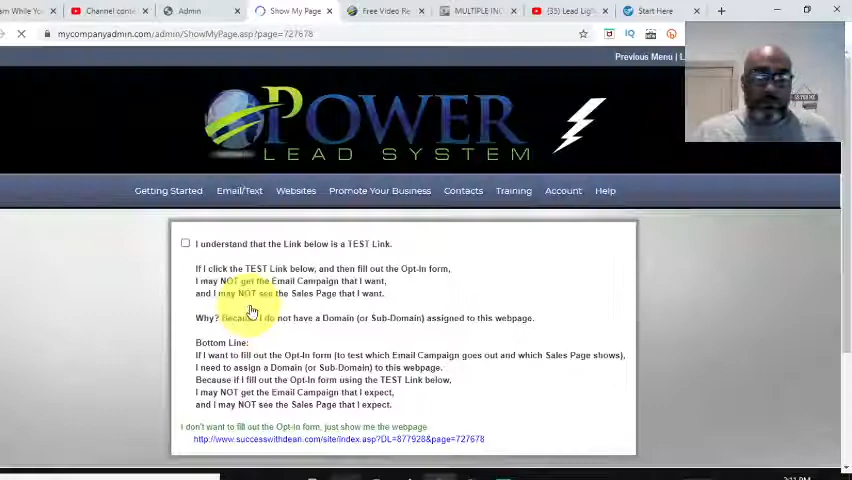 am While Yo
Channel conte
Admin
Show My Page
Free Video Re
MULTIPLE INC
(35) Lead Ligh
Start Here
mycompanyadmin.com/admin/ShowMyPage.asp?page=727678
Previous Menu | L
POWER
LEAD SYSTEM
Getting Started Email/Text Websites Promote Your Business Contacts Training Account Help
I understand that the Link below is a TEST Link.
If I click the TEST Link below, and then fill out the Opt-In form,
I may NOT get the Email Campaign that I want,
and I may NOT see the Sales Page that I want.
Why? Because I do not have a Domain (or Sub-Domain) assigned to this webpage.
Bottom Line:
If I want to fill out the Opt-In form (to test which Email Campaign goes out and which Sales Page shows),
I need to assign a Domain (or Sub-Domain) to this webpage.
Because if I fill out the Opt-In form using the TEST Link below,
I may NOT get the Email Campaign that I expect,
and I may NOT see the Sales Page that I expect.
I don't want to fill out the Opt-In form, just show me the webpage
http://www.successwithdean.com/site/index.asp?DL=877928&page=727678